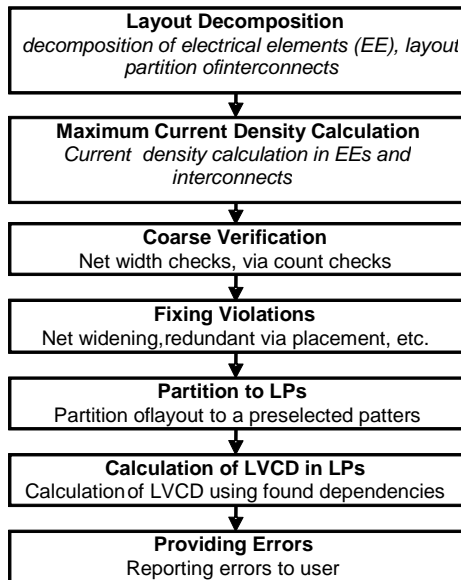 Layout Decomposition
decomposition of electrical elements (EE), layout
partition ofinterconnects
Maximum Current Density Calculation
Current density calculation in EEs and
interconnects
Coarse Verification
Net width checks, via count checks
Fixing Violations
Net widening,redundant via placement, etc.
Partition to LPs
Partition oflayout to a preselected patters
Calculation of LVCD in LPs
Calculation of LVCD using found dependencies
Providing Errors
Reporting errors to user